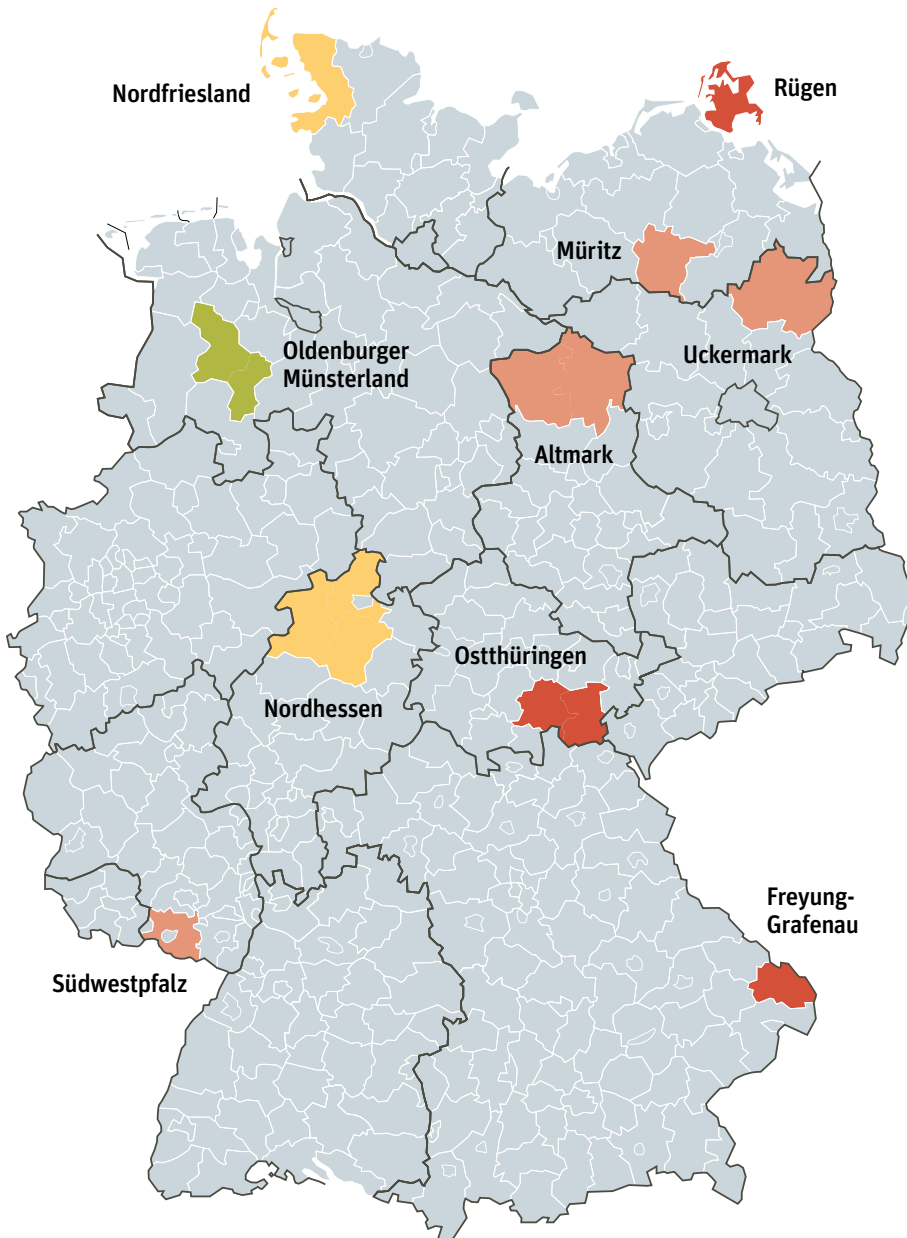 Nordfriesland
Rügen
Müritz
Uckermark
Oldenburger
Münsterland
Altmark
Ostthüringen
Nordhessen
Freyung-
Grafenau
Südwestpfalz